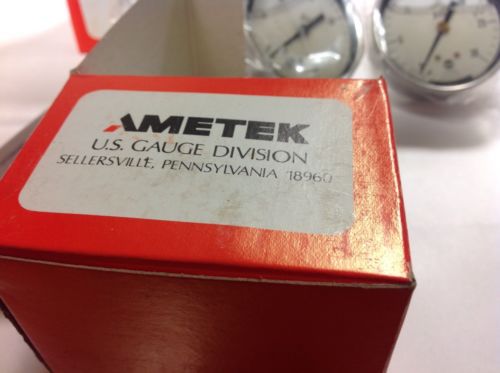 AMETEK
U.S. GAUGE DIVISION
SELLERSVILLE, PENNSYLVANIA 18960